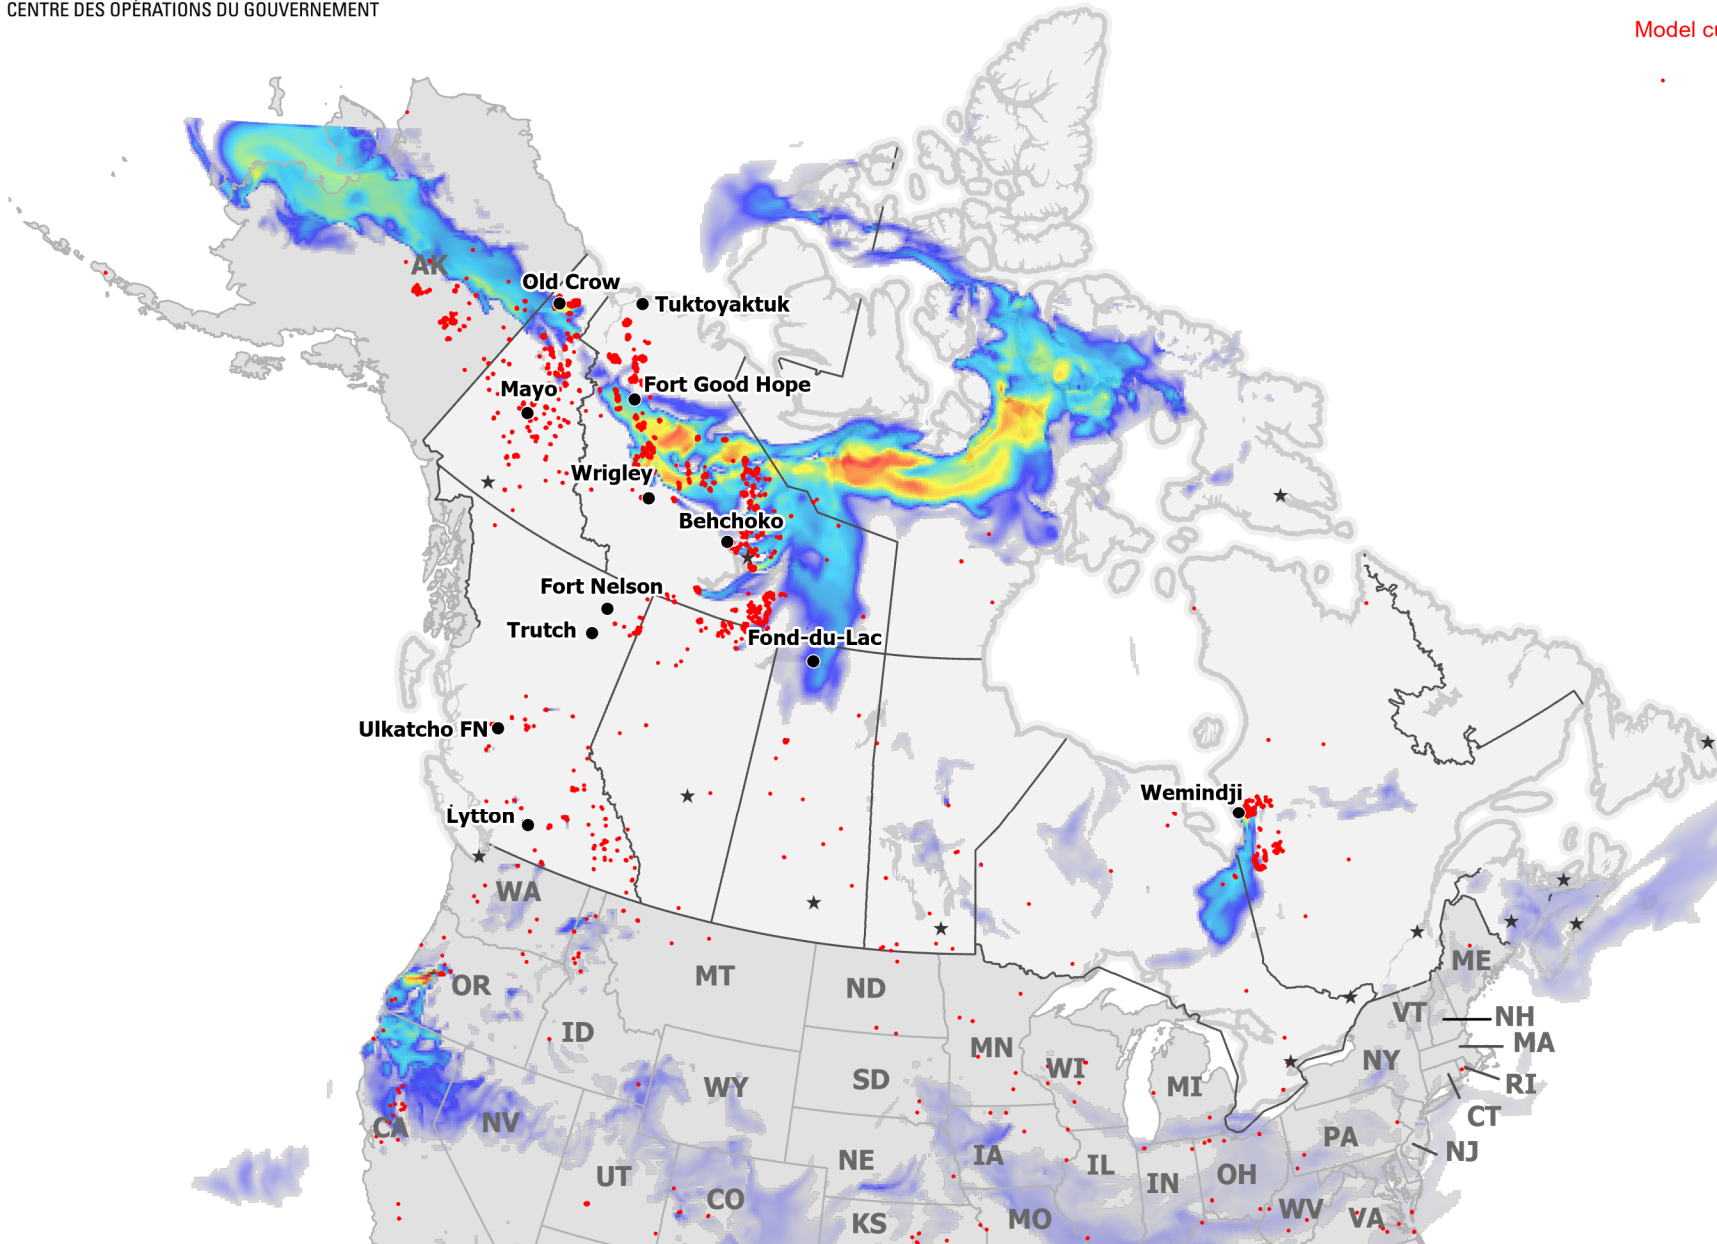 CENTRE DES OPÉRATIONS DU GOUVERNEMENT
Model cu
AK
Old Crow
Tuktoyaktuk
Mayo
Fort Good Hope
Wrigley
Behchoko
Fort Nelson
Trutch
Fond-du-Lac
Ulkatcho FN
Wemindji
Lytton
WA
OR
MT
ND
ME
VT
NH
ID
MN
MA
WI
NY
WY
SD
MI
RI
NV
CA
CT
PA
NJ
UT
NE
IA
IL
IN
OH
CO
KS
MO
WV
VA